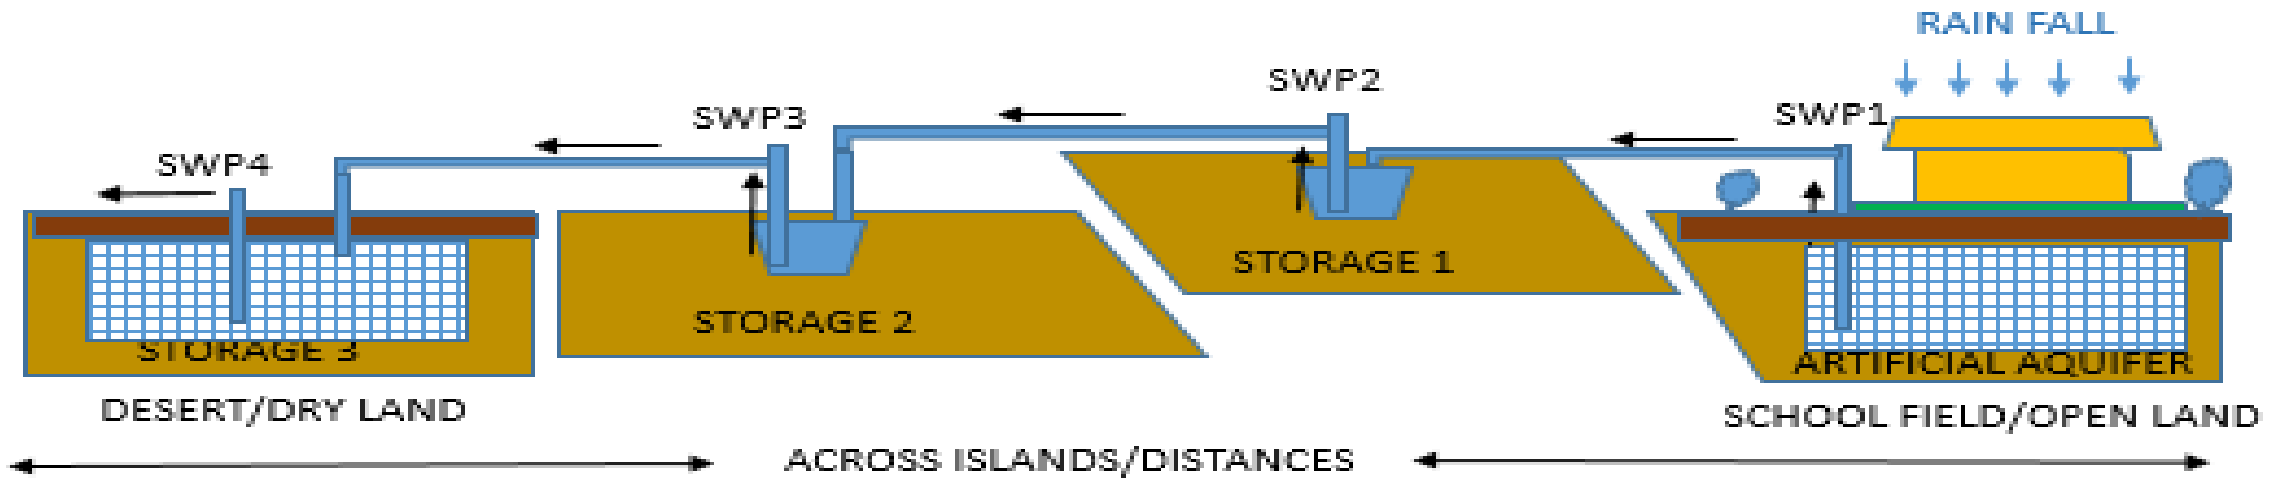 RAIN FALL
SWP2
SWP1
SWP3
SWP4
STORAGE 1
STORAGE 2
STORAGE 3
ARTIFICIAL AQUIFER
DESERT/DRY LAND
SCHOOL FIELD/OPEN LAND
ACROSS ISLANDS/DISTANCES